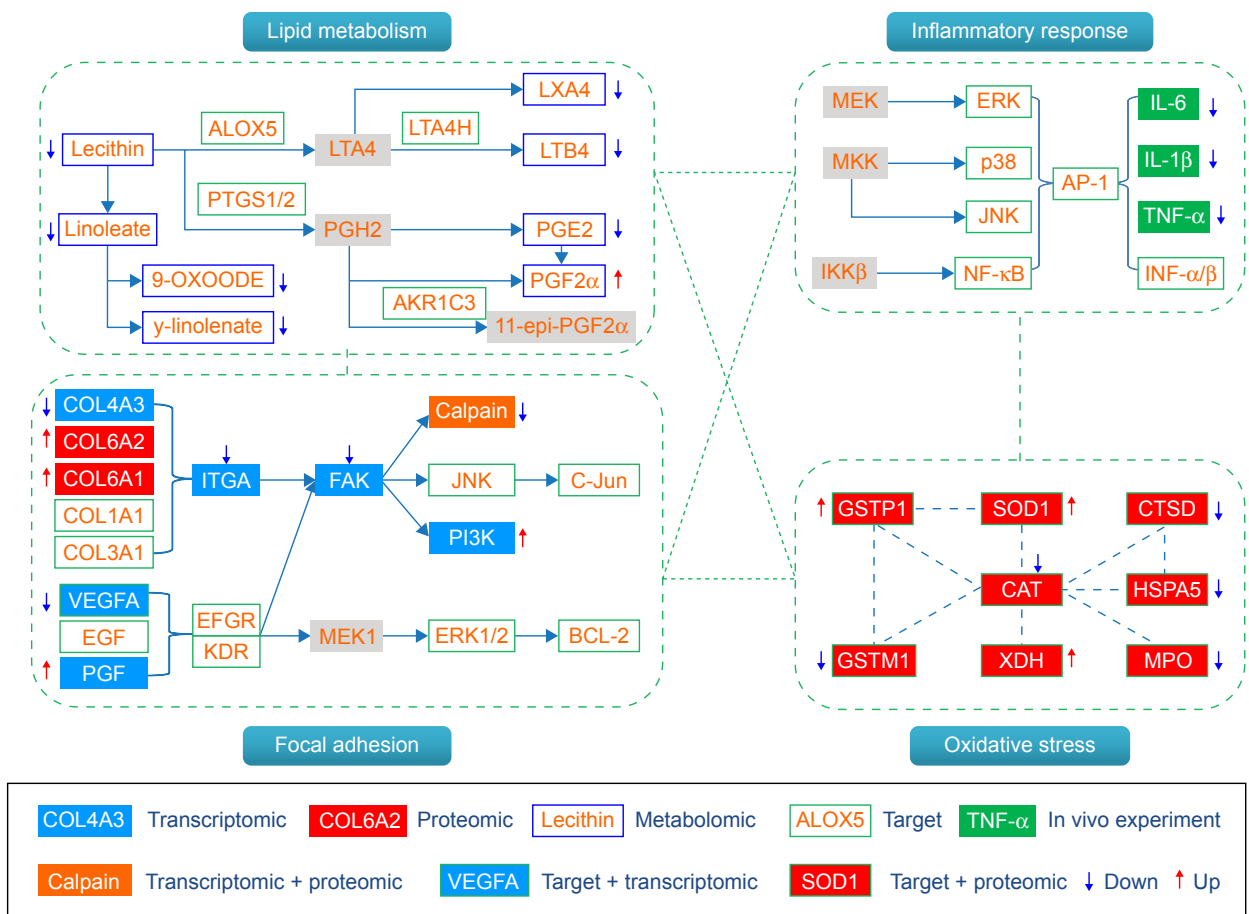 Lipid metabolism
Inflammatory response
LXA4
ALOX5
LTA4H
Lecithin
LTA4
LTB4
PTGS1/2
Linoleate
PGH2
PGE2
9-OXOODE
PGF2α
AKR1C3
y-linolenate
11-epi-PGF2α
MEK
ERK
IL-6
MKK
p38
IL-1β
AP-1
JNK
TNF-α
IKKβ
NF-κB
INF-α/β
COL4A3
Calpain
COL6A2
COL6A1
ITGA
FAK
JNK
C-Jun
COL1A1
PI3K
COL3A1
VEGFA
EFGR
EGF
KDR
MEK1
ERK1/2
BCL-2
PGF
GSTP1
SOD1
CTSD
CAT
HSPA5
GSTM1
XDH
MPO
Focal adhesion
Oxidative stress
COL4A3 Transcriptomic COL6A2 Proteomic Lecithin Metabolomic ALOX5 Target TNF-α In vivo experiment
Calpain Transcriptomic + proteomic VEGFA Target + transcriptomic SOD1 Target + proteomic ↓ Down ↑ Up